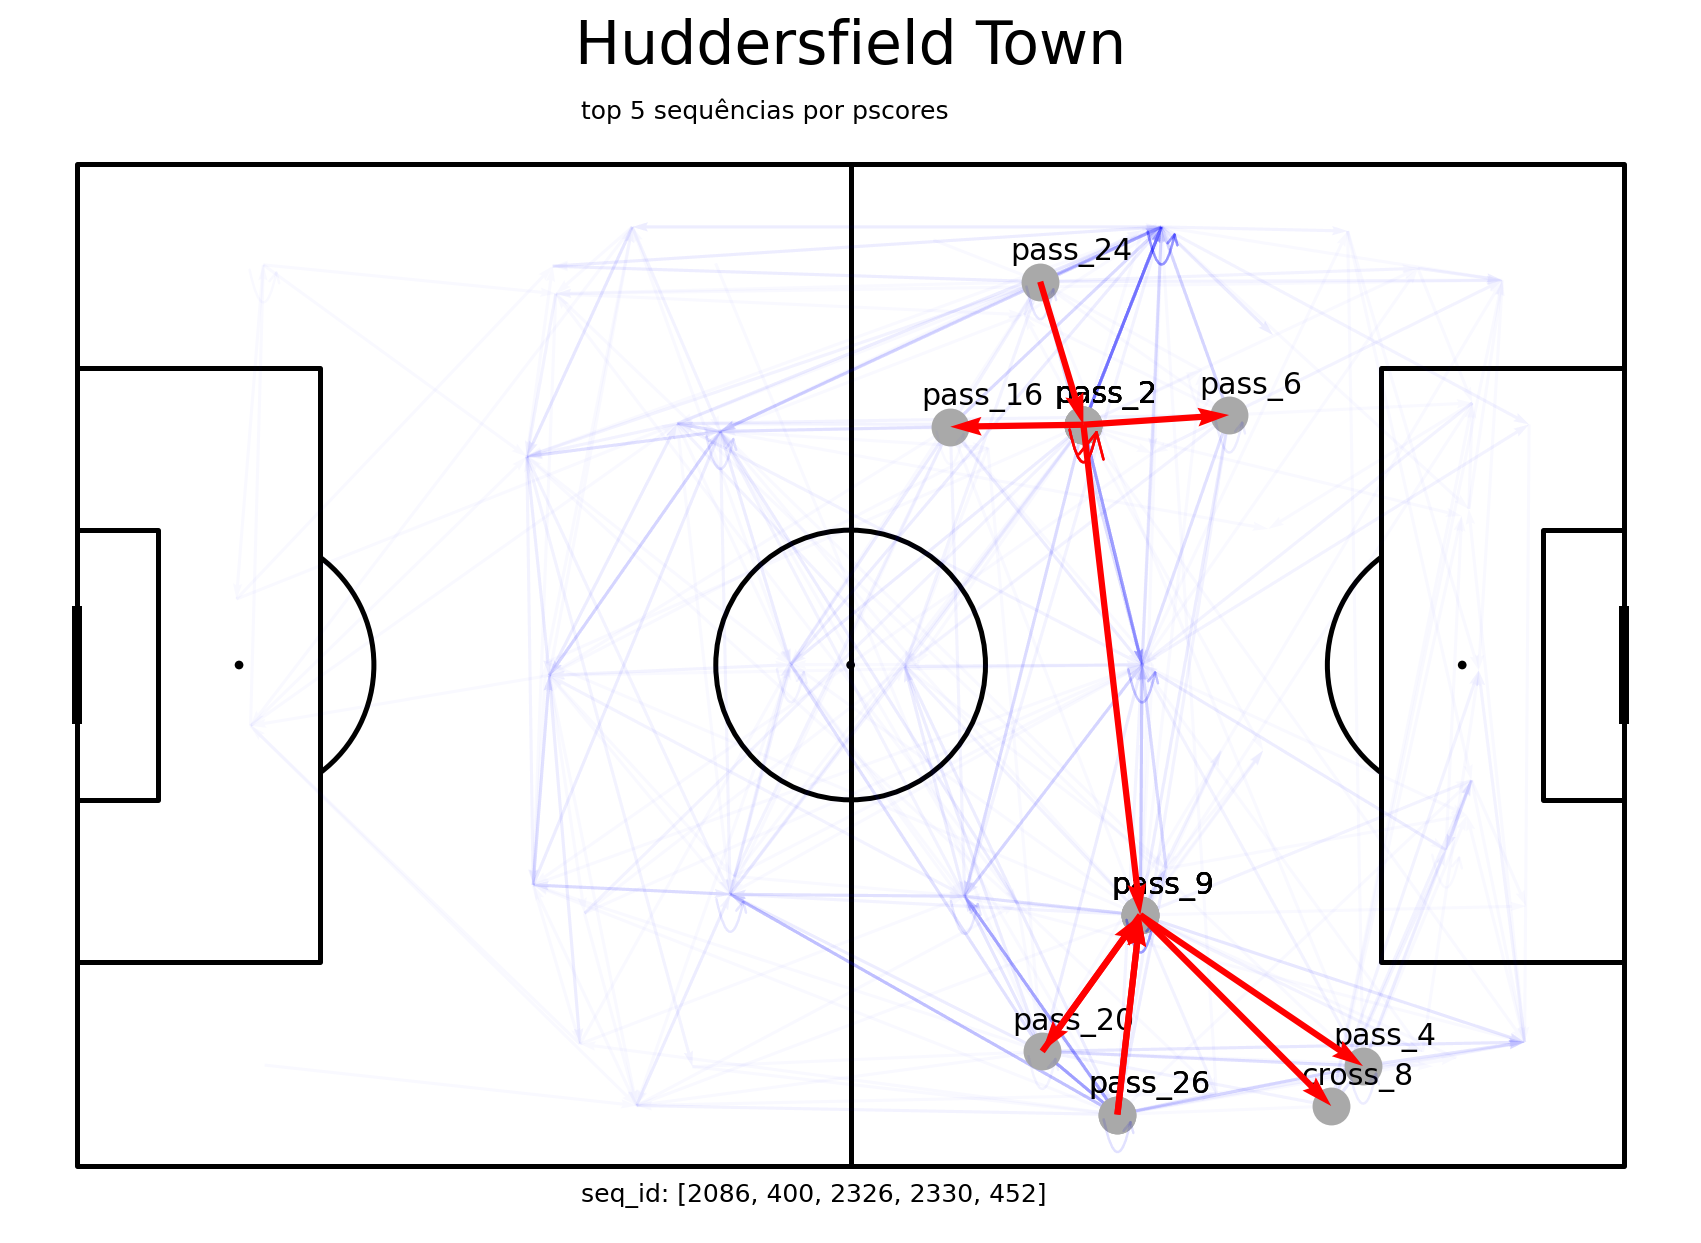 Huddersfield Town
top 5 sequências por pscores
pass_24
pass_16
pass_2
pass_6
pass_9
pass_20
pass_4
cross_8
pass_26
seq_id: [2086, 400, 2326, 2330, 452]